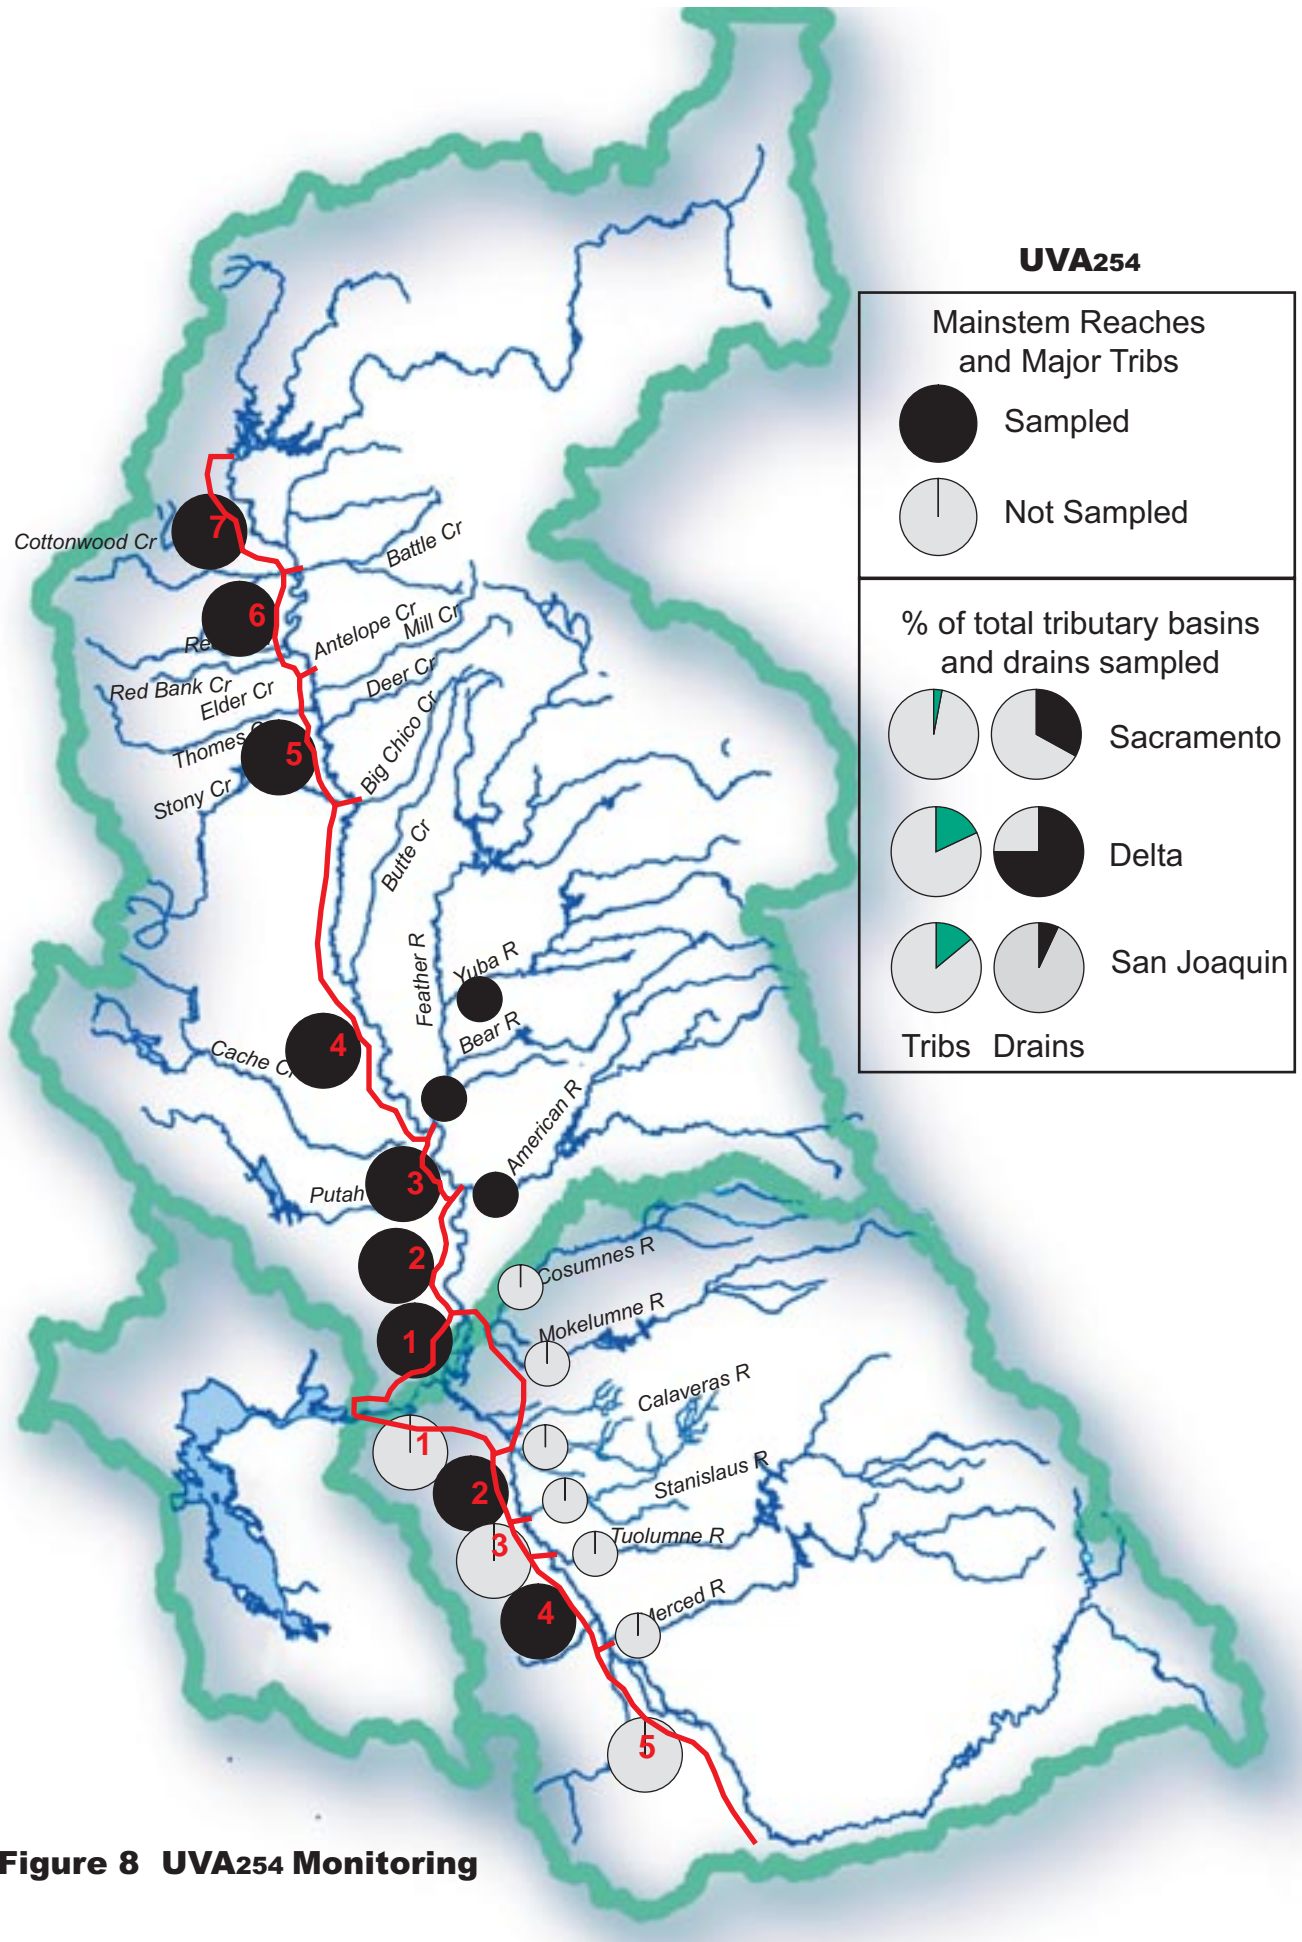 UVA254
Mainstem Reaches
and Major Tribs
Sampled
Not Sampled
% of total tributary basins
and drains sampled
Sacramento
Delta
San Joaquin
Tribs Drains
7
Cottonwood Cr
Battle Cr
6
Antelope Cr
Mill Cr
Red Bank Cr
Elder Cr
Deer Cr
Thomes
5
Big Chico Cr
Stony Cr
Butte Cr
Feather R
Yuba R
Bear R
4
Cache
American R
3
Putah
2
Cosumnes R
1
Mokelumne R
Calaveras R
1
2
Stanislaus R
3
Tuolumne R
4
Merced R
5
Figure 8 UVA254 Monitoring